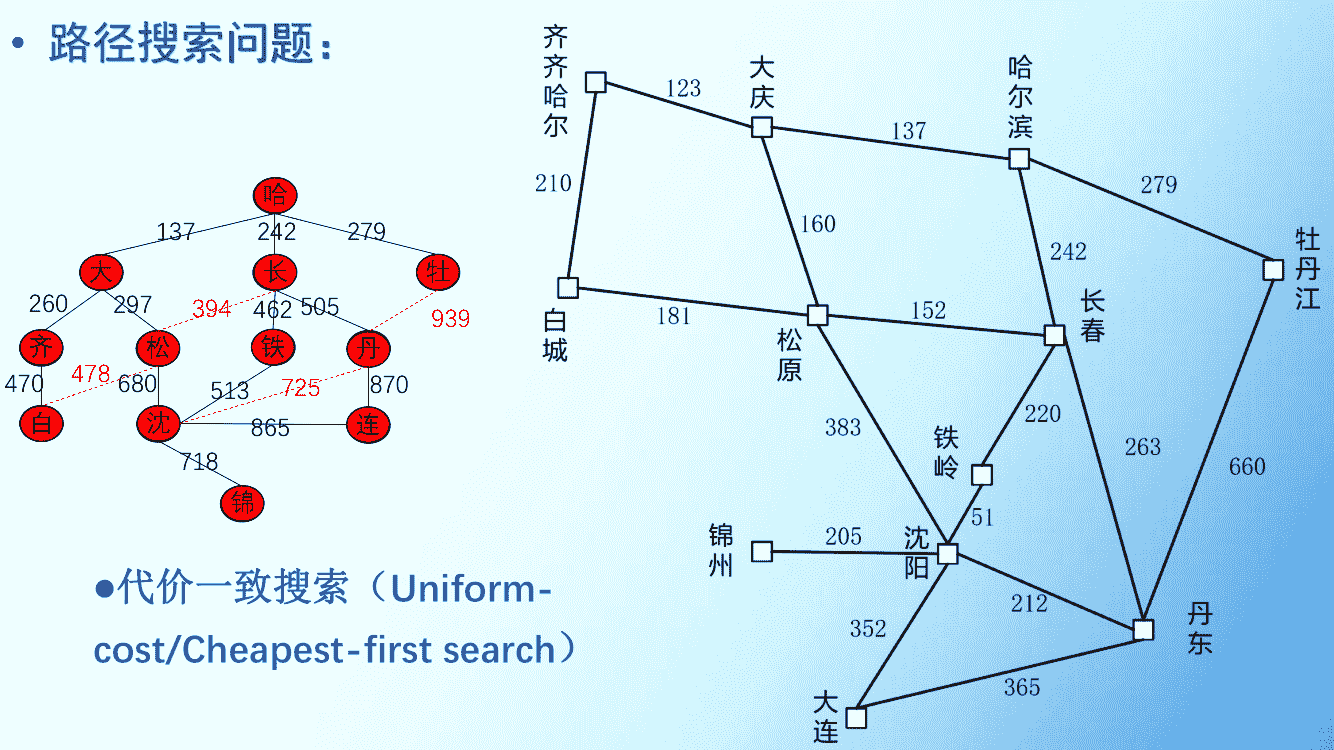 • 路径搜索问题：
哈
137
242
279
大
长
牡
260
297
394
462
505
939
齐
松
铁
丹
470
478
680
513
725
870
白
沈
连
865
718
锦
●代价一致搜索（Uniform-
cost/Cheapest-first search）
齐齐哈尔
大庆
哈尔滨
123
137
279
210
160
242
牡丹江
长春
白城
181
松原
152
383
铁岭
220
263
660
51
锦州
205
沈阳
212
丹东
352
365
大连